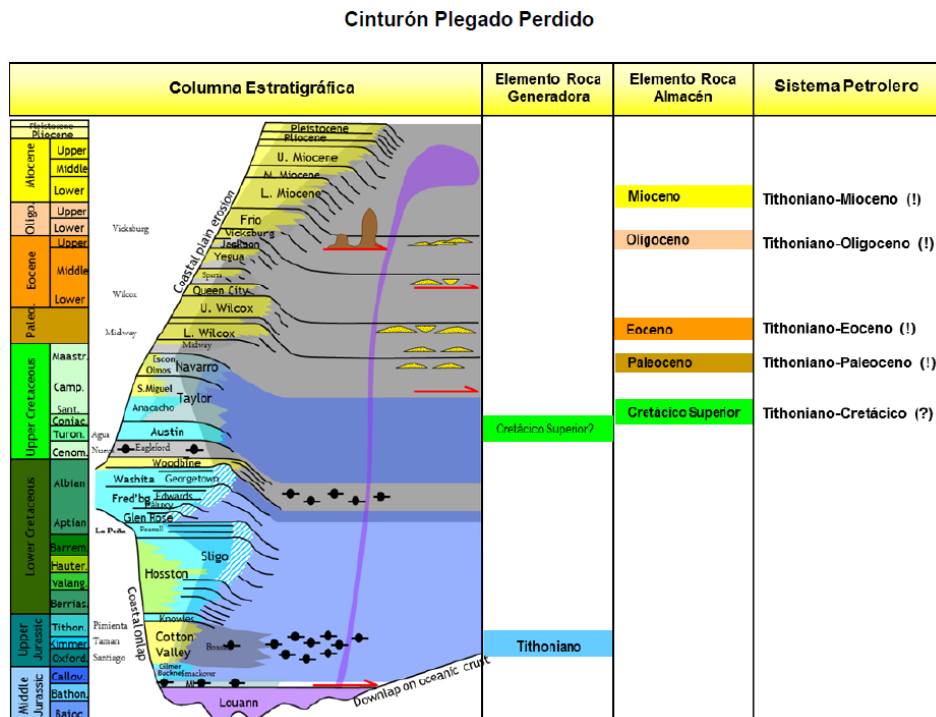 Cinturón Plegado Perdido
Columna Estratigráfica
Elemento Roca
Generadora
Elemento Roca
Almacén
Sistema Petrolero
Pleistocene
Pliocene
Miocene
Upper
Middle
Lower
Oligo.
Upper
Lower
Eocene
Upper
Middle
Lower
Paleo.
Upper Cretaceous
Maastr.
Camp.
Sant.
Coniac.
Turon.
Cenom.
Lower Cretaceous
Albian
Aptian
Barrem.
Hauter.
Valang.
Berrias.
Upper
Jurassic
Tithon.
Kimmer.
Oxford.
Middle
Jurassic
Callov.
Bathon.
Bajoc.
Vicksburg
Wilcox
Midway
Agua
Nueva
La Peña
Pimienta
Taman
Santiago
Coastal plain erosion
Coastal onlap
Pleistocene
Pliocene
U. Miocene
M. Miocene
L. Miocene
Frio
Vicksburg
Jackson
Yegua
Sparta
Queen City
U. Wilcox
L. Wilcox
Midway
Escon
Olmos
Navarro
S.Miguel
Taylor
Anacacho
Austin
Eagleford
Woodbine
Washita
Georgetown
Fred'bg
Edwards
Paluxy
Glen Rose
Sligo
Hosston
Knowles
Cotton
Valley
Gilmer
Buckner
Smackover
Louann
Downlap on oceanic crust
Cretácico Superior?
Tithoniano
Mioceno
Oligoceno
Eoceno
Paleoceno
Cretácico Superior
Tithoniano-Mioceno (!)
Tithoniano-Oligoceno (!)
Tithoniano-Eoceno (!)
Tithoniano-Paleoceno (!)
Tithoniano-Cretácico (?)